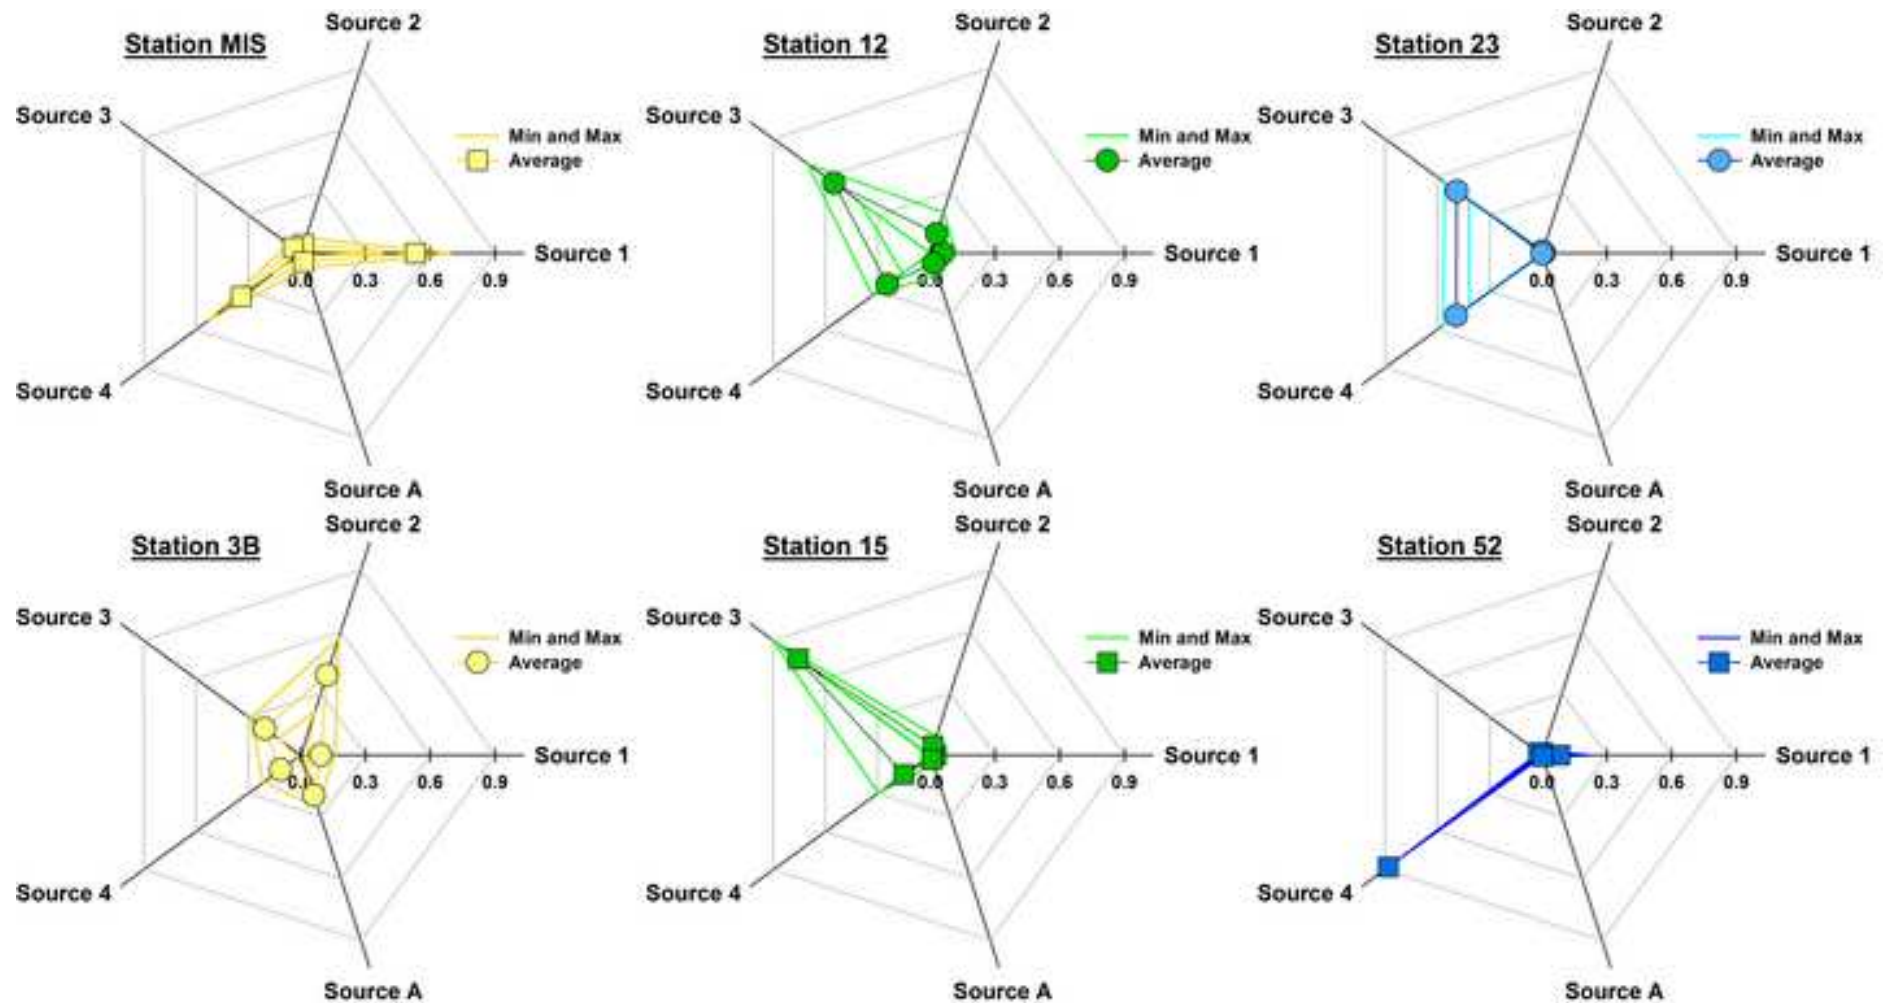 Station MIS
Source 2
Source 3
Min and Max
Average
Source 1
0.0 0.3 0.6 0.9
Source 4
Source A
Station 12
Source 2
Source 3
Min and Max
Average
Source 1
0.0 0.3 0.6 0.9
Source 4
Source A
Station 23
Source 2
Source 3
Min and Max
Average
Source 1
0.0 0.3 0.6 0.9
Source 4
Source A
Station 3B
Source 2
Source 3
Min and Max
Average
Source 1
0.0 0.3 0.6 0.9
Source 4
Source A
Station 15
Source 2
Source 3
Min and Max
Average
Source 1
0.0 0.3 0.6 0.9
Source 4
Source A
Station 52
Source 2
Source 3
Min and Max
Average
Source 1
0.0 0.3 0.6 0.9
Source 4
Source A